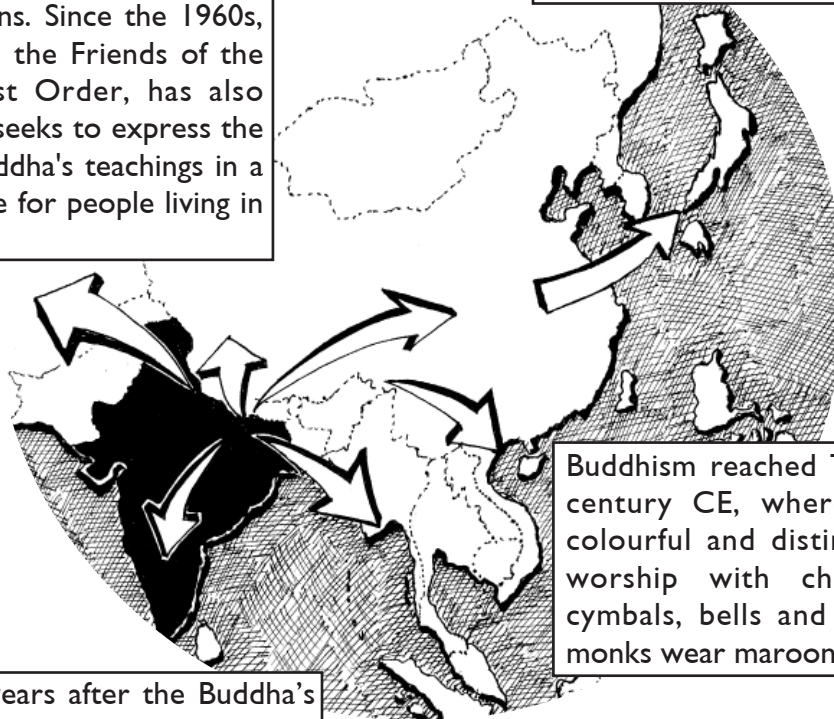 ns. Since the 1960s,
the Friends of the
st Order, has also
seeks to express the
ddha's teachings in a
e for people living in
Buddhism reached T
century CE, wher
colourful and distin
worship with ch
cymbals, bells and
monks wear maroon
ears after the Buddha's